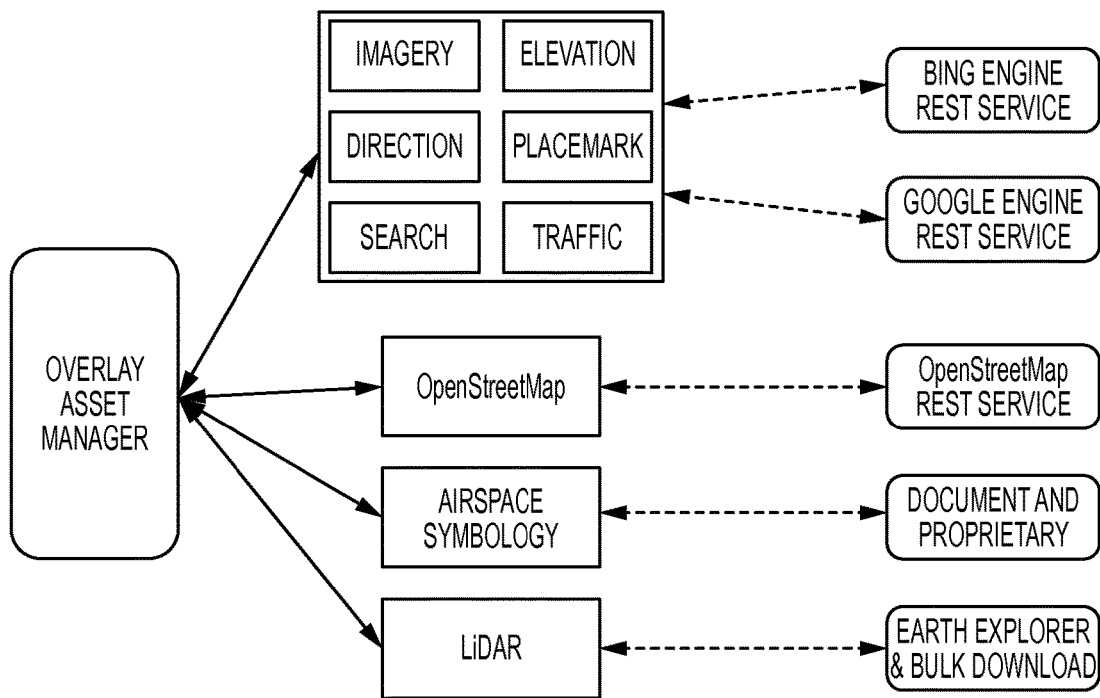 IMAGERY
ELEVATION
DIRECTION
PLACEMARK
SEARCH
TRAFFIC
BING ENGINE
REST SERVICE
GOOGLE ENGINE
REST SERVICE
OVERLAY
ASSET
MANAGER
OpenStreetMap
OpenStreetMap
REST SERVICE
AIRSPACE
SYMBOLOGY
DOCUMENT AND
PROPRIETARY
LiDAR
EARTH EXPLORER
& BULK DOWNLOAD